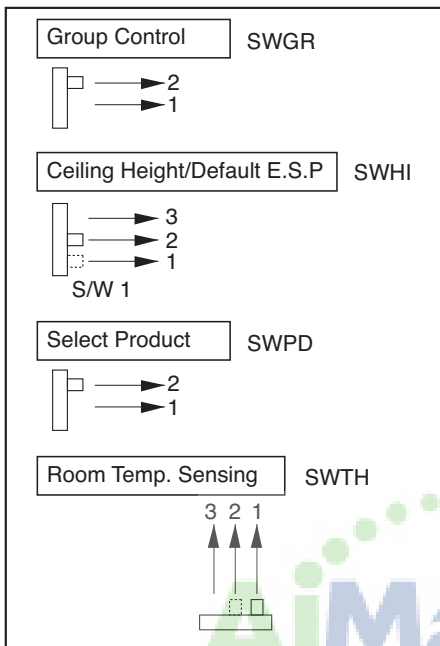 Group Control SWGR
2
1
Ceiling Height/Default E.S.P SWHI
3
2
1
S/W 1
Select Product SWPD
2
1
Room Temp. Sensing SWTH
3 2 1
AiMa